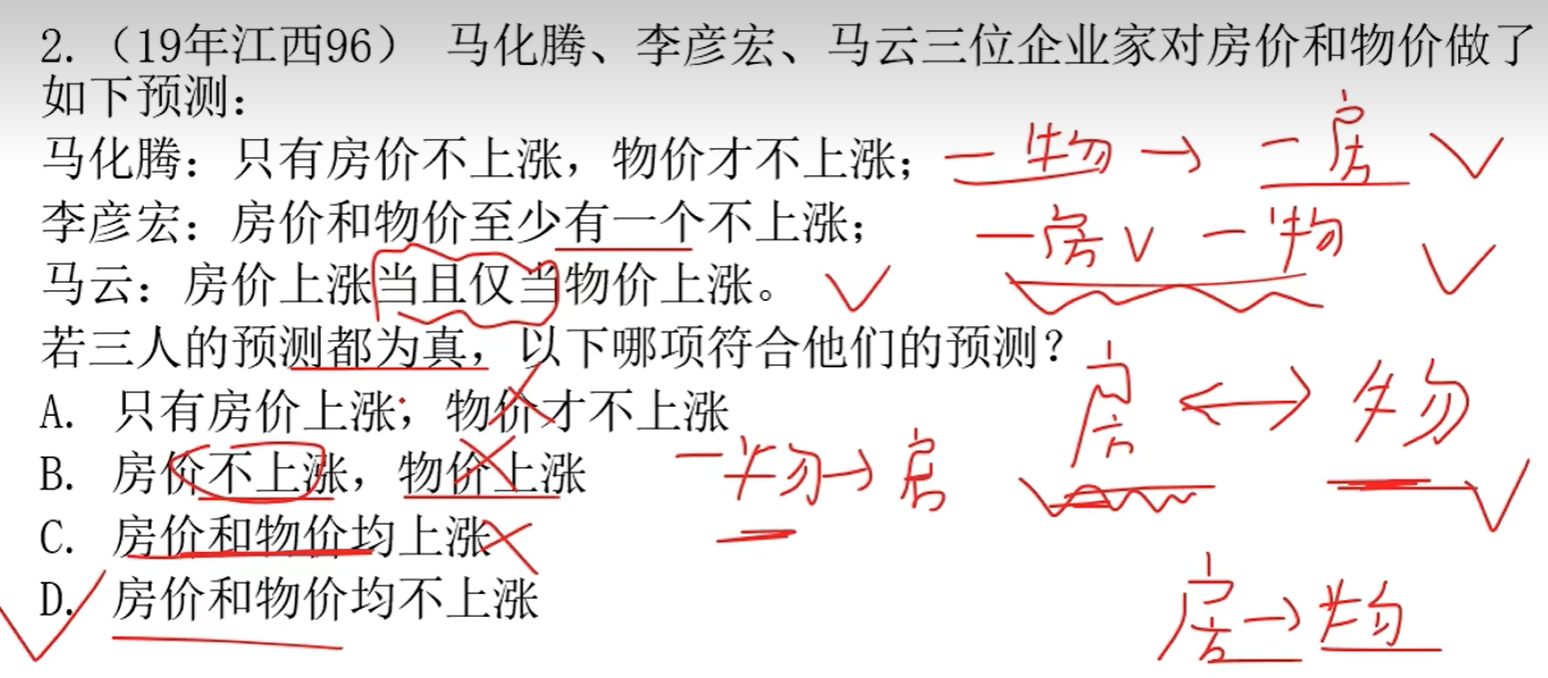 2.（19年江西96） 马化腾、李彦宏、马云三位企业家对房价和物价做了
如下预测：
马化腾：只有房价不上涨，物价才不上涨； —物→—房
李彦宏：房价和物价至少有一个不上涨； —房∨—物
马云：房价上涨当且仅当物价上涨。
若三人的预测都为真，以下哪项符合他们的预测？
房↔物
A. 只有房价上涨；物价才不上涨
B. 房价不上涨，物价上涨 —物→房
C. 房价和物价均上涨
D. 房价和物价均不上涨
房→物